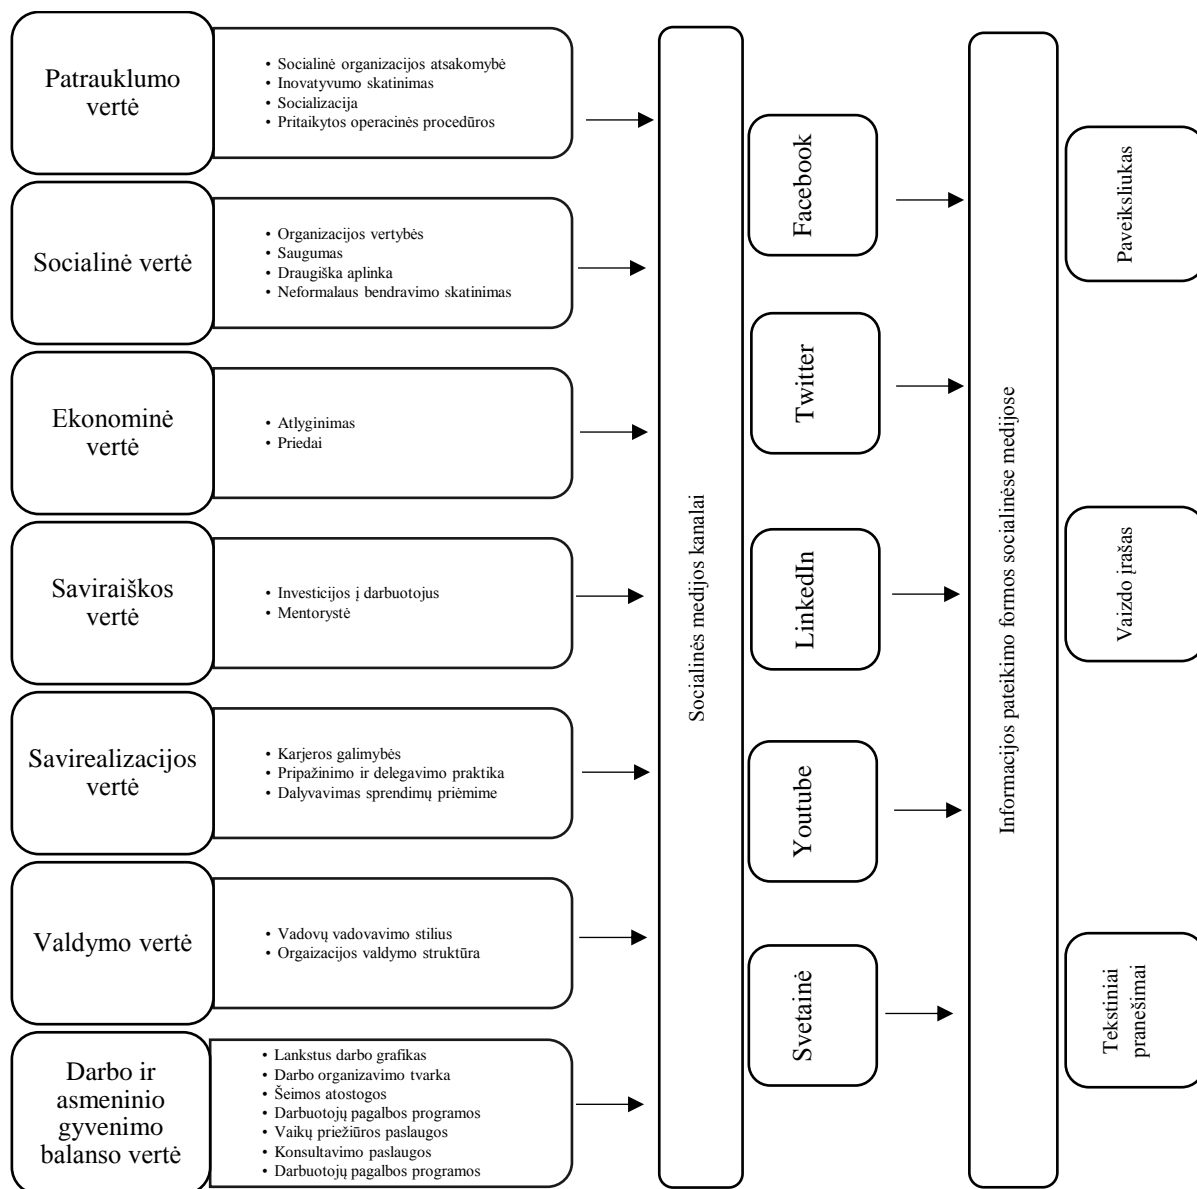 Patrauklumo
vertė
• Socialinė organizacijos atsakomybė
• Inovatyvumo skatinimas
• Socializacija
• Pritaikytos operacinės procedūros
Socialinė vertė
• Organizacijos vertybės
• Saugumas
• Draugiška aplinka
• Neformalaus bendravimo skatinimas
Ekonominė
vertė
• Atlyginimas
• Priedai
Saviraiškos
vertė
• Investicijos į darbuotojus
• Mentorystė
Savirealizacijos
vertė
• Karjeros galimybės
• Pripažinimo ir delegavimo praktika
• Dalyvavimas sprendimų priėmime
Valdymo vertė
• Vadovų vadovavimo stilius
• Orgaizacijos valdymo struktūra
Darbo ir
asmeninio
gyvenimo
balanso vertė
• Lankstus darbo grafikas
• Darbo organizavimo tvarka
• Šeimos atostogos
• Darbuotojų pagalbos programos
• Vaikų priežiūros paslaugos
• Konsultavimo paslaugos
• Darbuotojų pagalbos programos
Socialinės medijos kanalai
Facebook
Twitter
LinkedIn
Youtube
Svetainė
Informacijos pateikimo formos socialinėse medijose
Paveiksliukas
Vaizdo įrašas
Tekstiniai
pranešimai